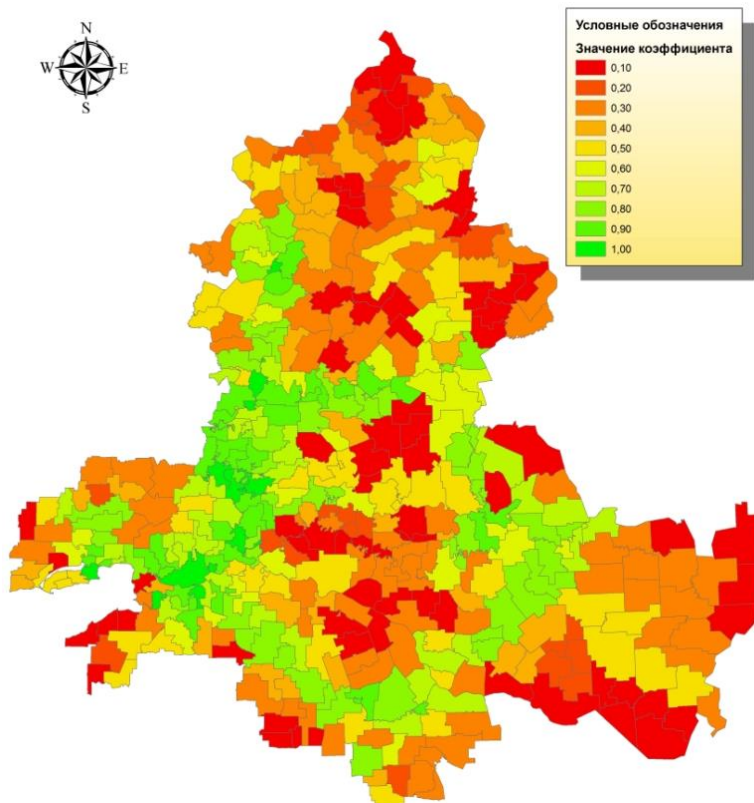 N
W E
S
Условные обозначения
Значение коэффициента
0,10
0,20
0,30
0,40
0,50
0,60
0,70
0,80
0,90
1,00